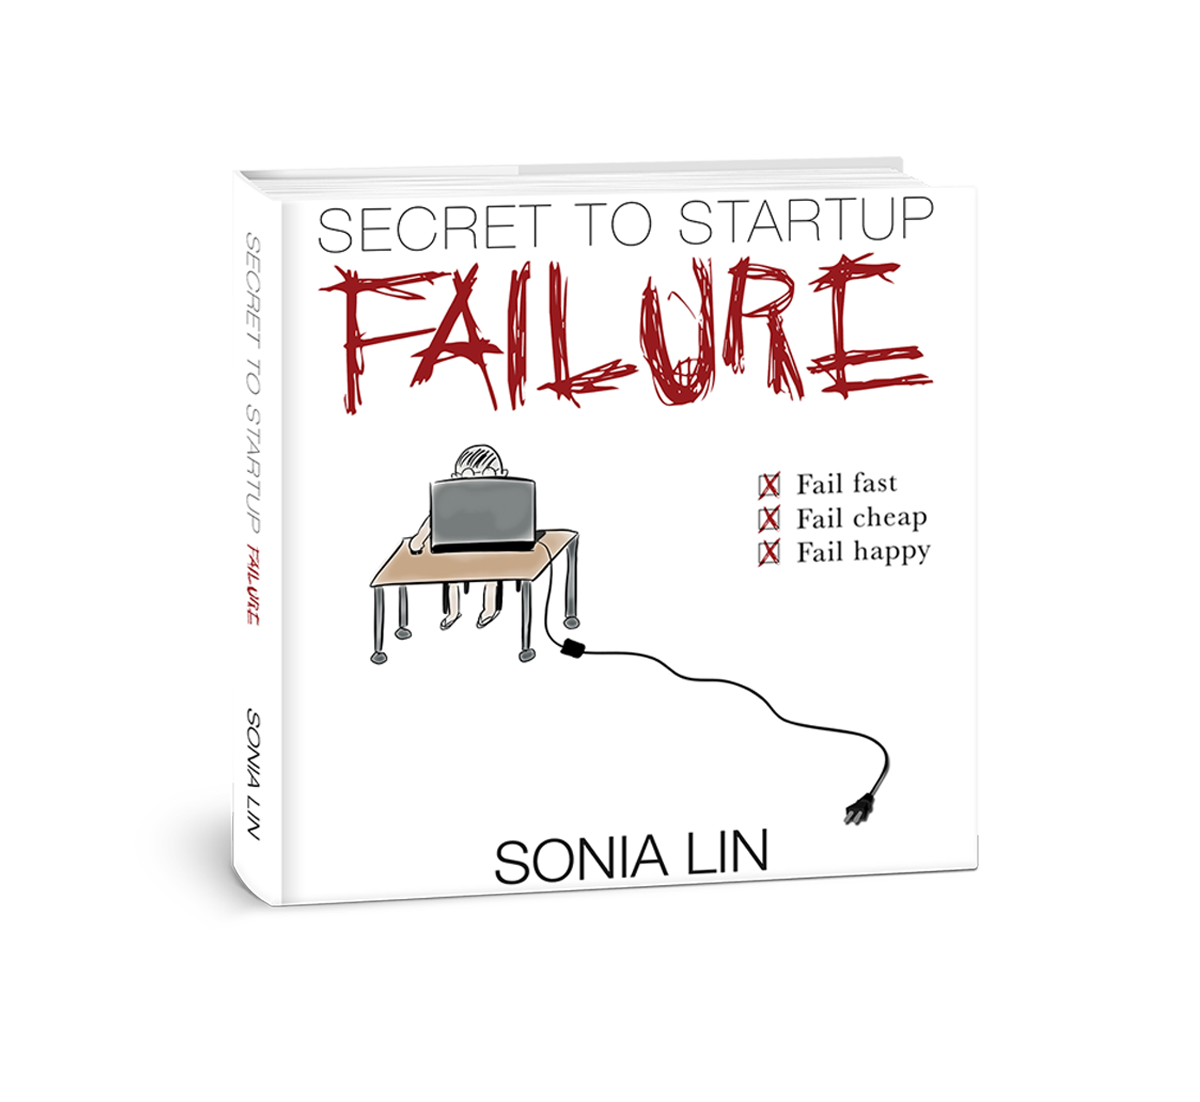 SECRET TO STARTUP
FAILURE
Fail fast
Fail cheap
Fail happy
SONIA LIN
SECRET TO STARTUP FAILURE
SONIA LIN